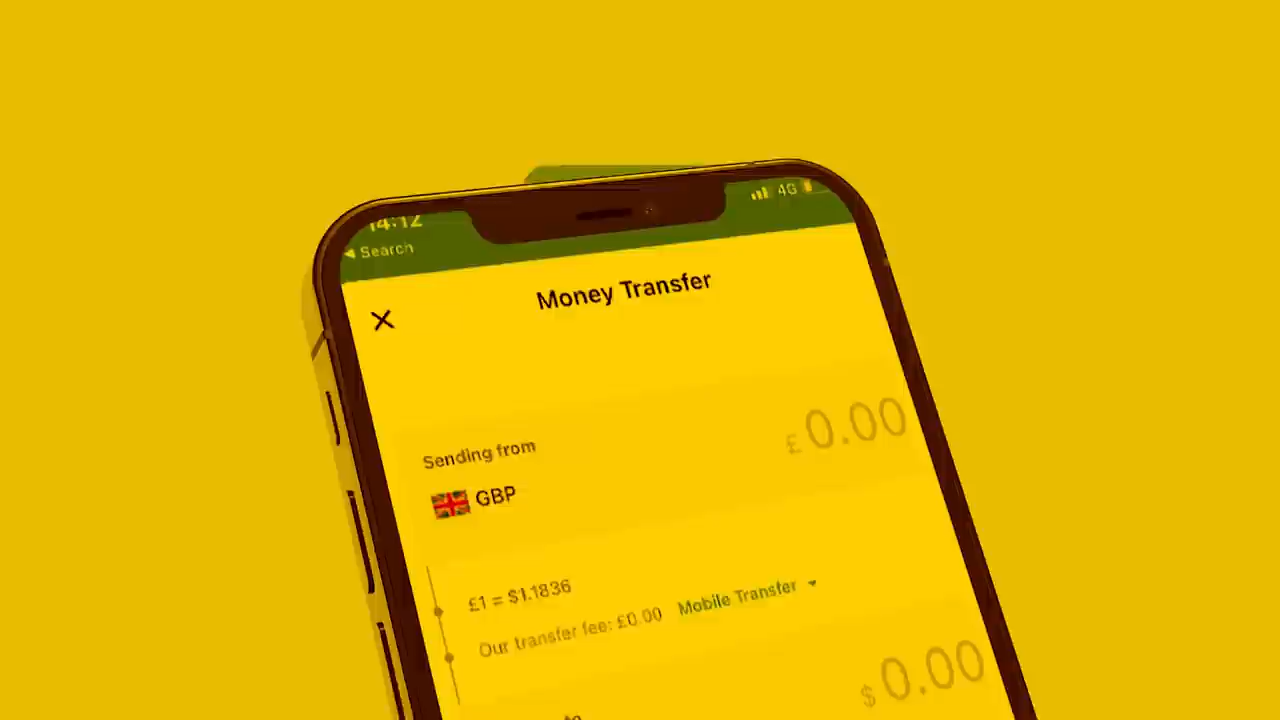 14:12
4G
◀ Search
Money Transfer
£0.00
Sending from
GBP
£1 = $1.1836
Our transfer fee: £0.00 Mobile Transfer
$0.00